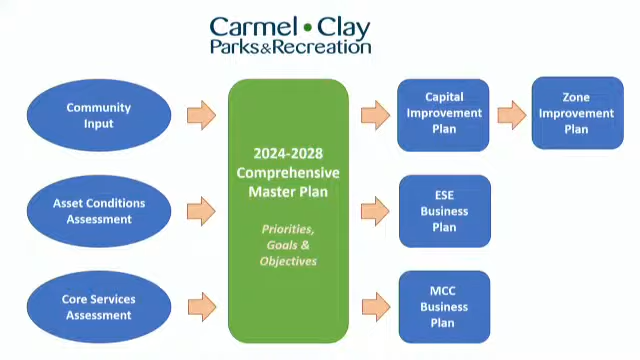 Carmel • Clay
Parks&Recreation
Community
Input
Asset Conditions
Assessment
Core Services
Assessment
2024-2028
Comprehensive
Master Plan
Priorities,
Goals &
Objectives
Capital
Improvement
Plan
Zone
Improvement
Plan
ESE
Business
Plan
MCC
Business
Plan